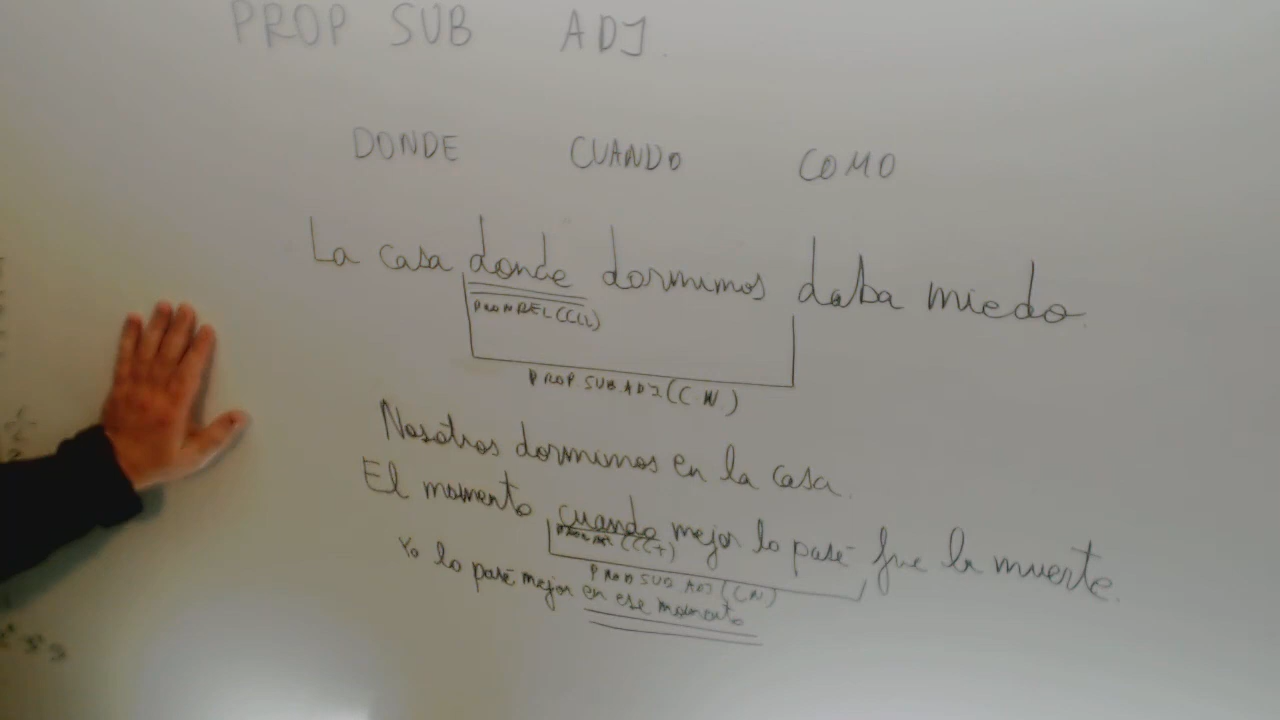 PROP SUB ADJ.
DONDE CUANDO COMO
La casa donde dormimos daba miedo.
PRON REL (CCL)
PROP SUB ADJ (CN)
Nosotros dormimos en la casa.
El momento cuando mejor lo pasé fue la muerte.
PRON REL (CCT)
PROP SUB ADJ (CN)
Yo lo pasé mejor en ese momento